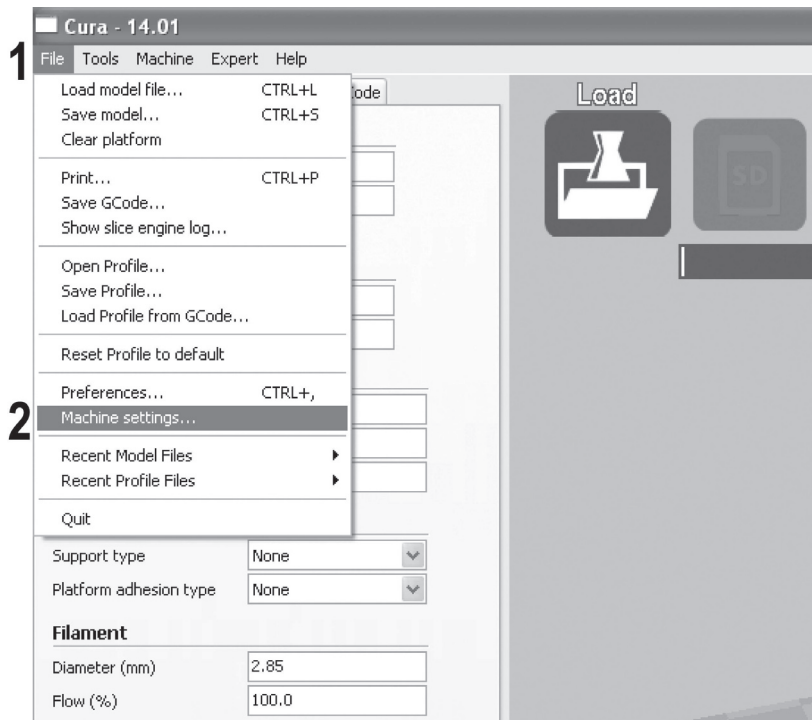 Cura - 14.01
1
File Tools Machine Expert Help
Load model file... CTRL+L
Save model... CTRL+S
Clear platform
Print... CTRL+P
Save GCode...
Show slice engine log...
Open Profile...
Save Profile...
Load Profile from GCode...
Reset Profile to default
Preferences... CTRL+,
2
Machine settings...
Recent Model Files
Recent Profile Files
Quit
Code
Load
SD
Support type None
Platform adhesion type None
Filament
Diameter (mm) 2.85
Flow (%) 100.0